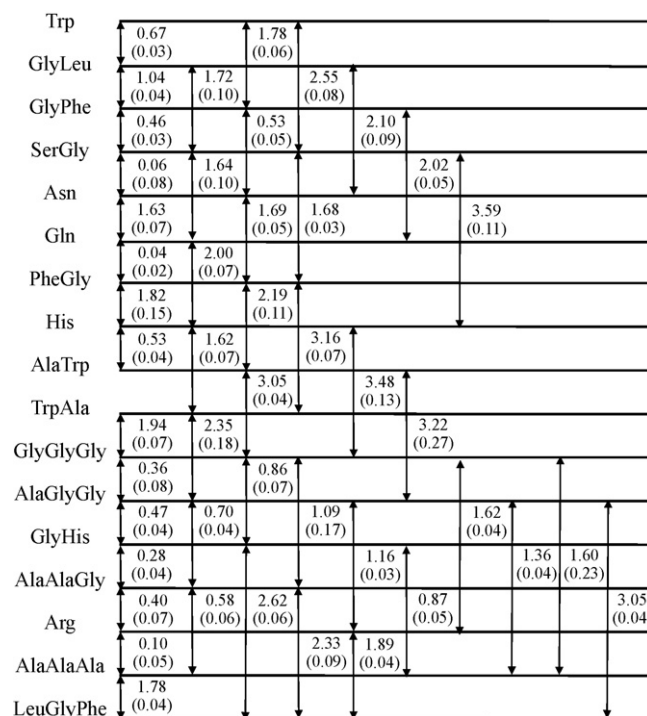 Trp
0.67 1.78
(0.03) (0.06)
GlyLeu
1.04 1.72 2.55
(0.04) (0.10) (0.08)
GlyPhe
0.46 0.53 2.10
(0.03) (0.05) (0.09)
SerGly
0.06 1.64 2.02
(0.08) (0.10) (0.05)
Asn
1.63 1.69 1.68 3.59
(0.07) (0.05) (0.03) (0.11)
Gln
0.04 2.00
(0.02) (0.07)
PheGly
1.82 2.19
(0.15) (0.11)
His
0.53 1.62 3.16
(0.04) (0.07) (0.07)
AlaTrp
3.05 3.48
(0.04) (0.13)
TrpAla
1.94 2.35 3.22
(0.07) (0.18) (0.27)
GlyGlyGly
0.36 0.86
(0.08) (0.07)
AlaGlyGly
0.47 0.70 1.09 1.62
(0.04) (0.04) (0.17) (0.04)
GlyHis
0.28 1.16 1.36 1.60
(0.04) (0.03) (0.04) (0.23)
AlaAlaGly
0.40 0.58 2.62 0.87 3.05
(0.07) (0.06) (0.06) (0.05) (0.04
Arg
0.10 2.33 1.89
(0.05) (0.09) (0.04)
AlaAlaAla
1.78
(0.04)
LeuGlyPhe